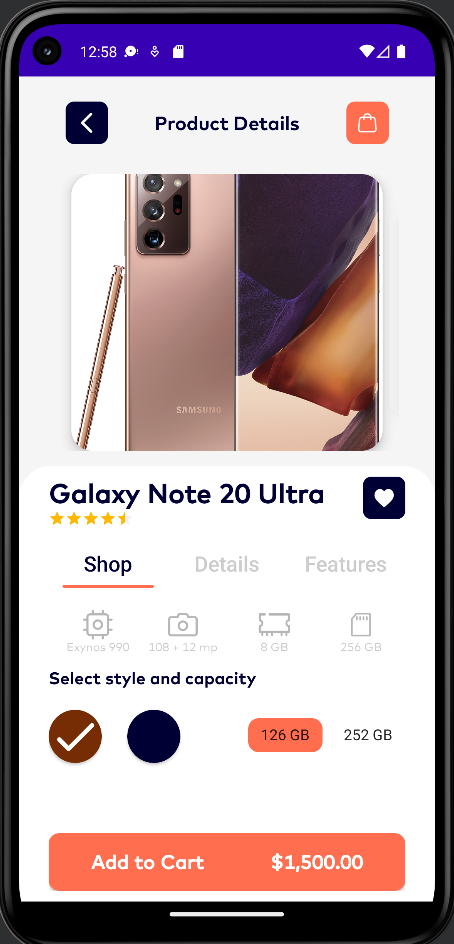 12:58
Product Details
SAMSUNG
Galaxy Note 20 Ultra
Shop Details Features
Exynos 990 108 + 12 mp 8 GB 256 GB
Select style and capacity
126 GB 252 GB
Add to Cart $1,500.00